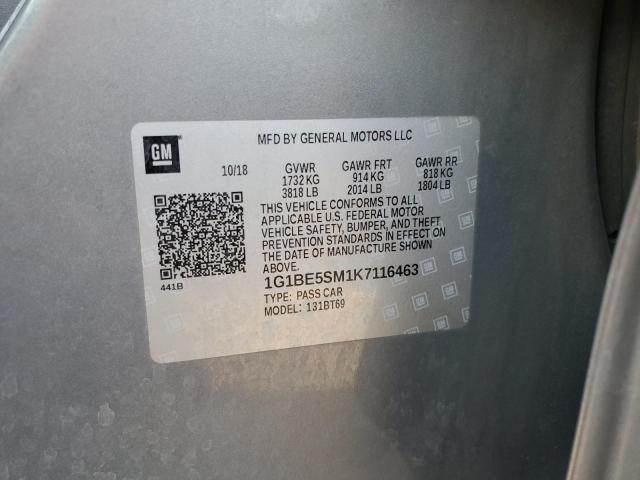 GM
MFD BY GENERAL MOTORS LLC
10/18 GVWR GAWR FRT GAWR RR
1732 KG 914 KG 818 KG
3818 LB 2014 LB 1804 LB
THIS VEHICLE CONFORMS TO ALL
APPLICABLE U.S. FEDERAL MOTOR
VEHICLE SAFETY, BUMPER, AND THEFT
PREVENTION STANDARDS IN EFFECT ON
THE DATE OF MANUFACTURE SHOWN
ABOVE.
441B
1G1BE5SM1K7116463
TYPE: PASS CAR
MODEL: 131BT69